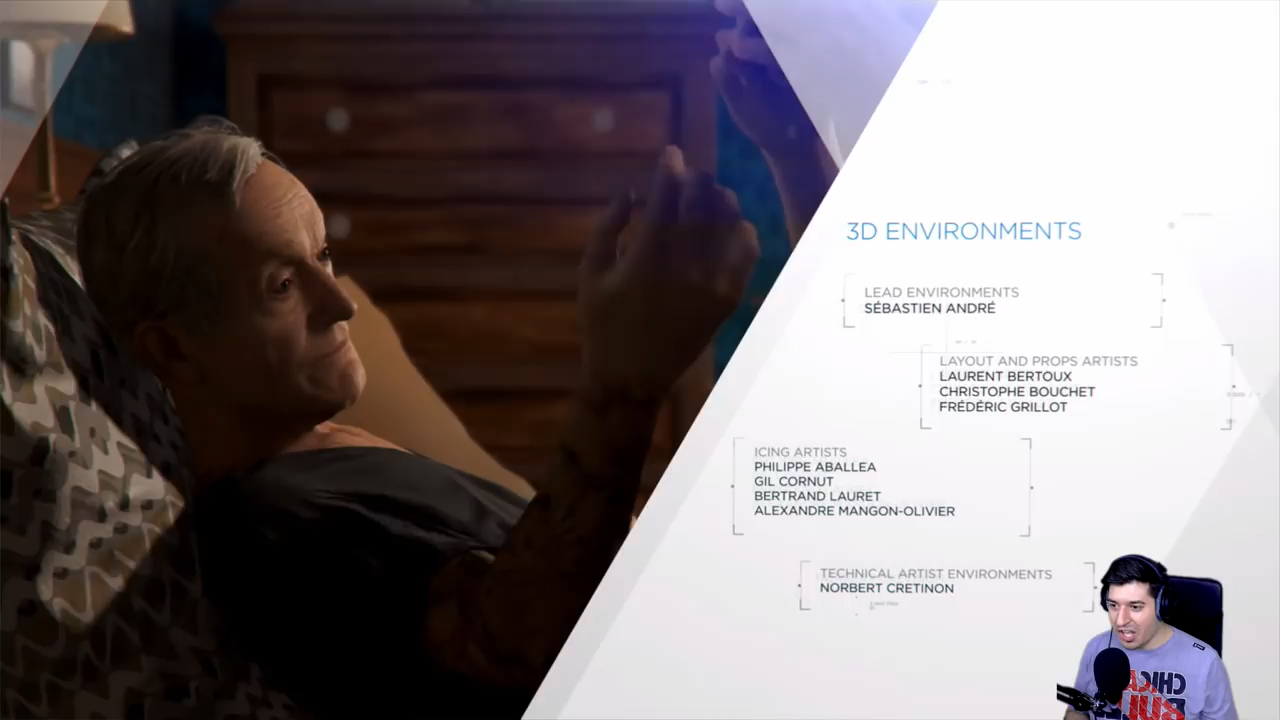 3D ENVIRONMENTS
LEAD ENVIRONMENTS
SÉBASTIEN ANDRÉ
LAYOUT AND PROPS ARTISTS
LAURENT BERTOUX
CHRISTOPHE BOUCHET
FRÉDÉRIC GRILLOT
ICING ARTISTS
PHILIPPE ABALLEA
GIL CORNUT
BERTRAND LAURET
ALEXANDRE MANGON-OLIVIER
TECHNICAL ARTIST ENVIRONMENTS
NORBERT CRETINON